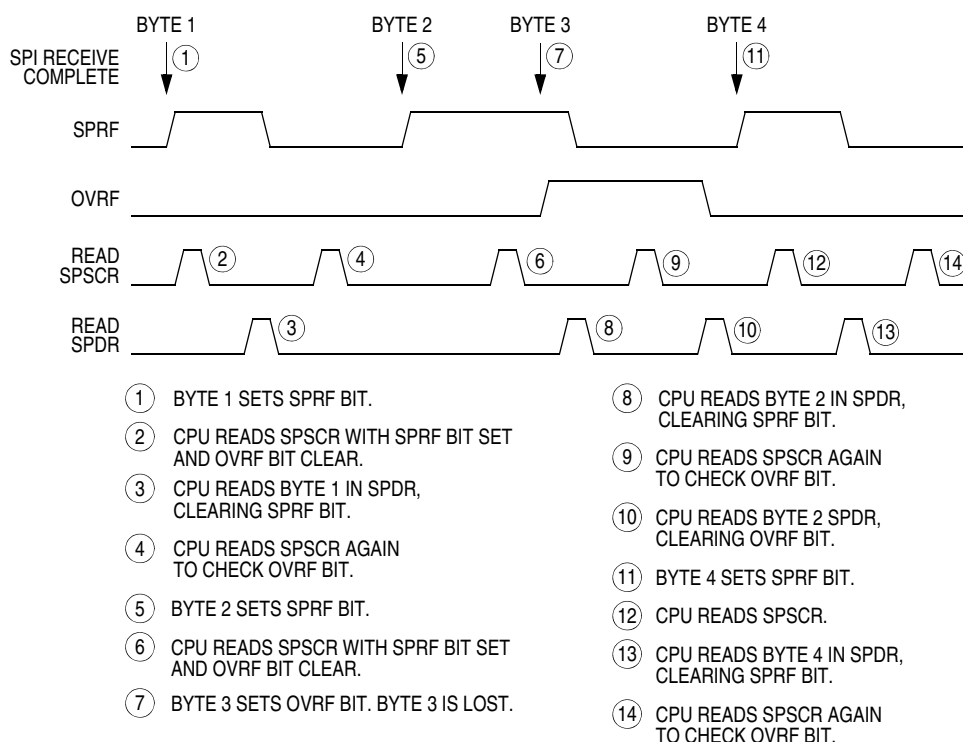 BYTE 1 BYTE 2 BYTE 3 BYTE 4
SPI RECEIVE
COMPLETE
1 5 7 11
SPRF
OVRF
READ
SPSCR
2 4 6 9 12 14
READ
SPDR
3 8 10 13
1 BYTE 1 SETS SPRF BIT.
2 CPU READS SPSCR WITH SPRF BIT SET
AND OVRF BIT CLEAR.
3 CPU READS BYTE 1 IN SPDR,
CLEARING SPRF BIT.
4 CPU READS SPSCR AGAIN
TO CHECK OVRF BIT.
5 BYTE 2 SETS SPRF BIT.
6 CPU READS SPSCR WITH SPRF BIT SET
AND OVRF BIT CLEAR.
7 BYTE 3 SETS OVRF BIT. BYTE 3 IS LOST.
8 CPU READS BYTE 2 IN SPDR,
CLEARING SPRF BIT.
9 CPU READS SPSCR AGAIN
TO CHECK OVRF BIT.
10 CPU READS BYTE 2 SPDR,
CLEARING OVRF BIT.
11 BYTE 4 SETS SPRF BIT.
12 CPU READS SPSCR.
13 CPU READS BYTE 4 IN SPDR,
CLEARING SPRF BIT.
14 CPU READS SPSCR AGAIN
TO CHECK OVRF BIT.